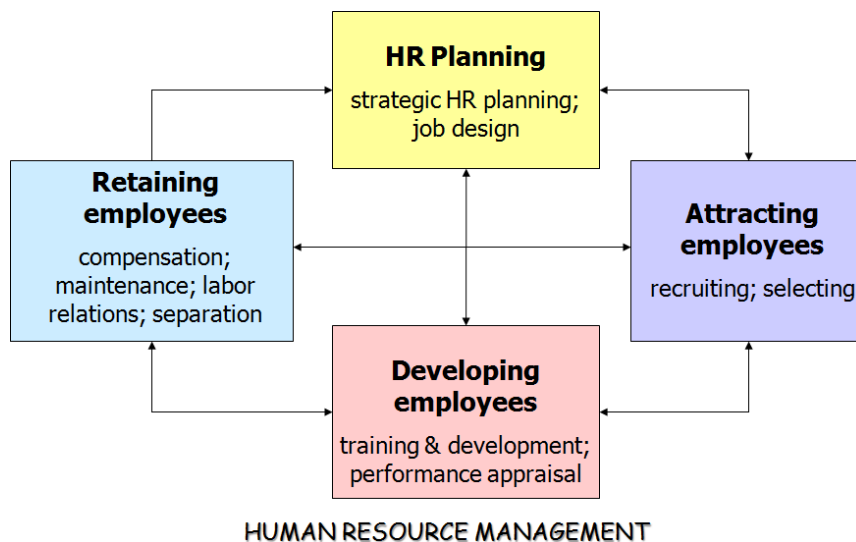 HR Planning
strategic HR planning;
job design
Retaining
employees
compensation;
maintenance; labor
relations; separation
Attracting
employees
recruiting; selecting
Developing
employees
training & development;
performance appraisal
HUMAN RESOURCE MANAGEMENT